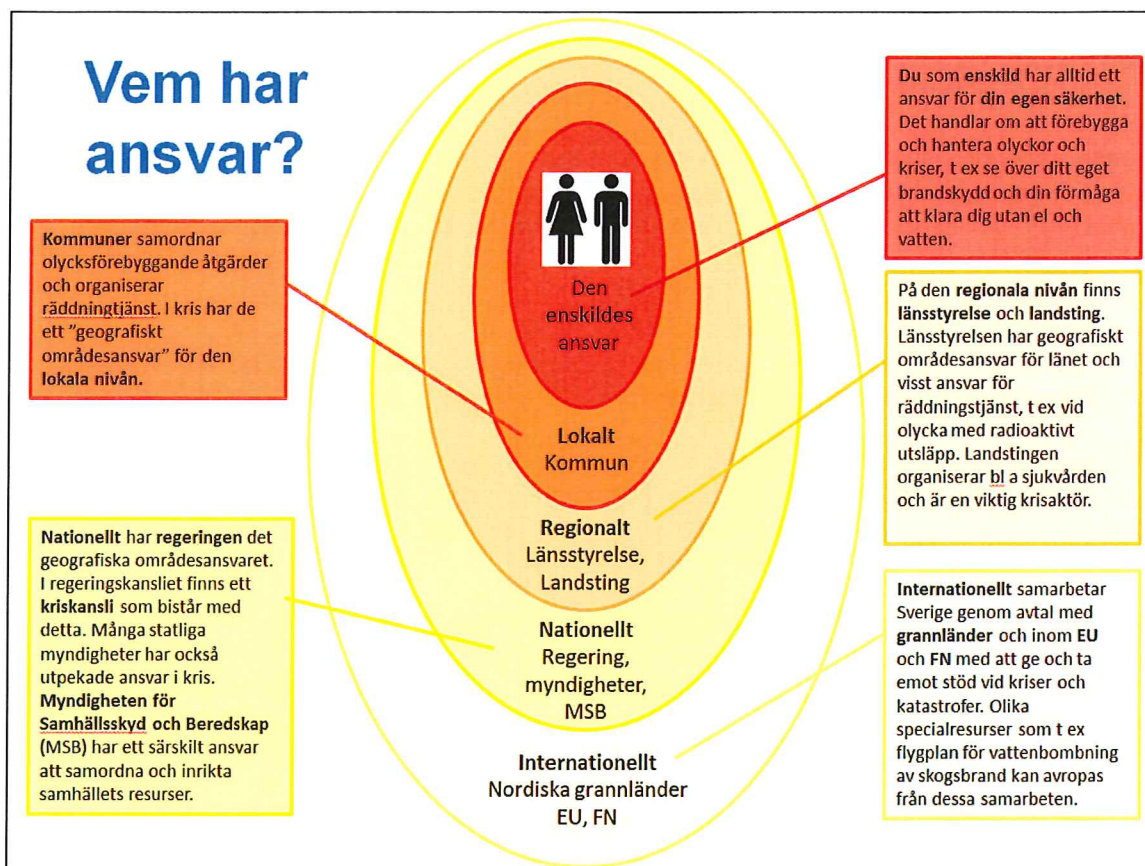 Vem har
ansvar?
Kommuner samordnar
olycksförebyggande åtgärder
och organiserar
räddningtjänst. I kris har de
ett ”geografiskt
områdesansvar” för den
lokala nivån.
Nationellt har regeringen det
geografiska områdesansvaret.
I regeringskansliet finns ett
kriskansli som bistår med
detta. Många statliga
myndigheter har också
utpekade ansvar i kris.
Myndigheten för
Samhällsskyd och Beredskap
(MSB) har ett särskilt ansvar
att samordna och inrikta
samhällets resurser.
Den
enskildes
ansvar
Lokalt
Kommun
Regionalt
Länsstyrelse,
Landsting
Nationellt
Regering,
myndigheter,
MSB
Internationellt
Nordiska grannländer
EU, FN
Du som enskild har alltid ett
ansvar för din egen säkerhet.
Det handlar om att förebygga
och hantera olyckor och
kriser, t ex se över ditt eget
brandskydd och din förmåga
att klara dig utan el och
vatten.
På den regionala nivån finns
länsstyrelse och landsting.
Länsstyrelsen har geografiskt
områdesansvar för länet och
visst ansvar för
räddningstjänst, t ex vid
olycka med radioaktivt
utsläpp. Landstingen
organiserar bl a sjukvården
och är en viktig krisaktör.
Internationellt samarbetar
Sverige genom avtal med
grannländer och inom EU
och FN med att ge och ta
emot stöd vid kriser och
katastrofer. Olika
specialresurser som t ex
flygplan för vattenbombning
av skogsbrand kan avropas
från dessa samarbeten.